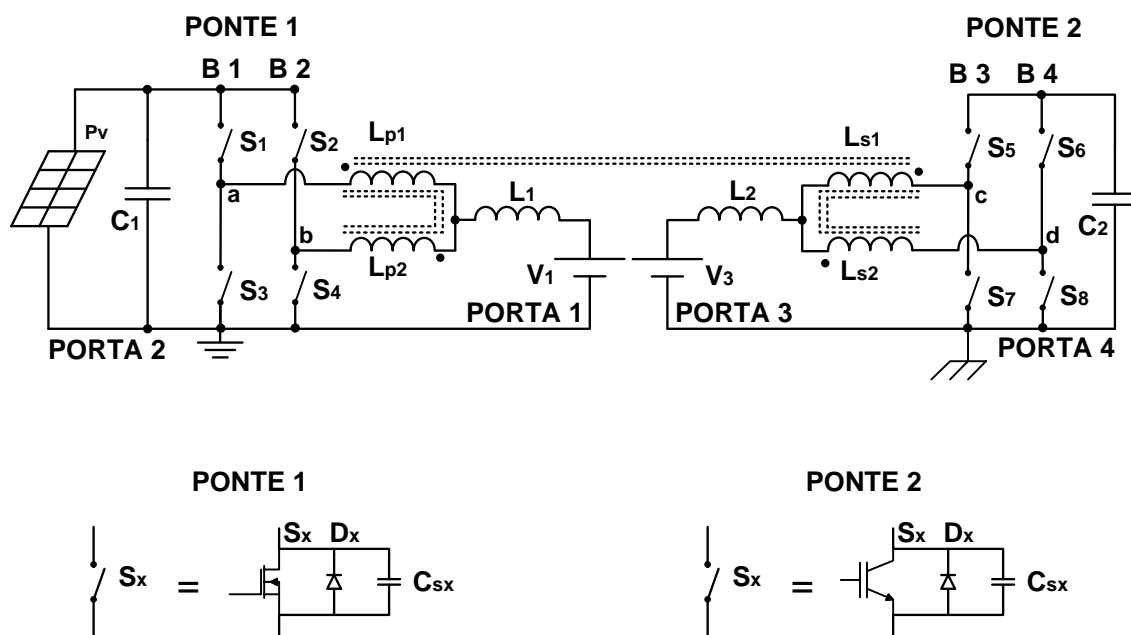 PONTE 1
PONTE 2
B 1 B 2
B 3 B 4
Pv
S1
S2
Lp1
Ls1
S5
S6
a
L1
L2
c
C1
C2
b
d
Lp2
Ls2
V1
V3
S3
S4
S7
S8
PORTA 1
PORTA 3
PORTA 2
PORTA 4
PONTE 1
PONTE 2
Sx Dx
Sx Dx
Sx = Csx
Sx = Csx